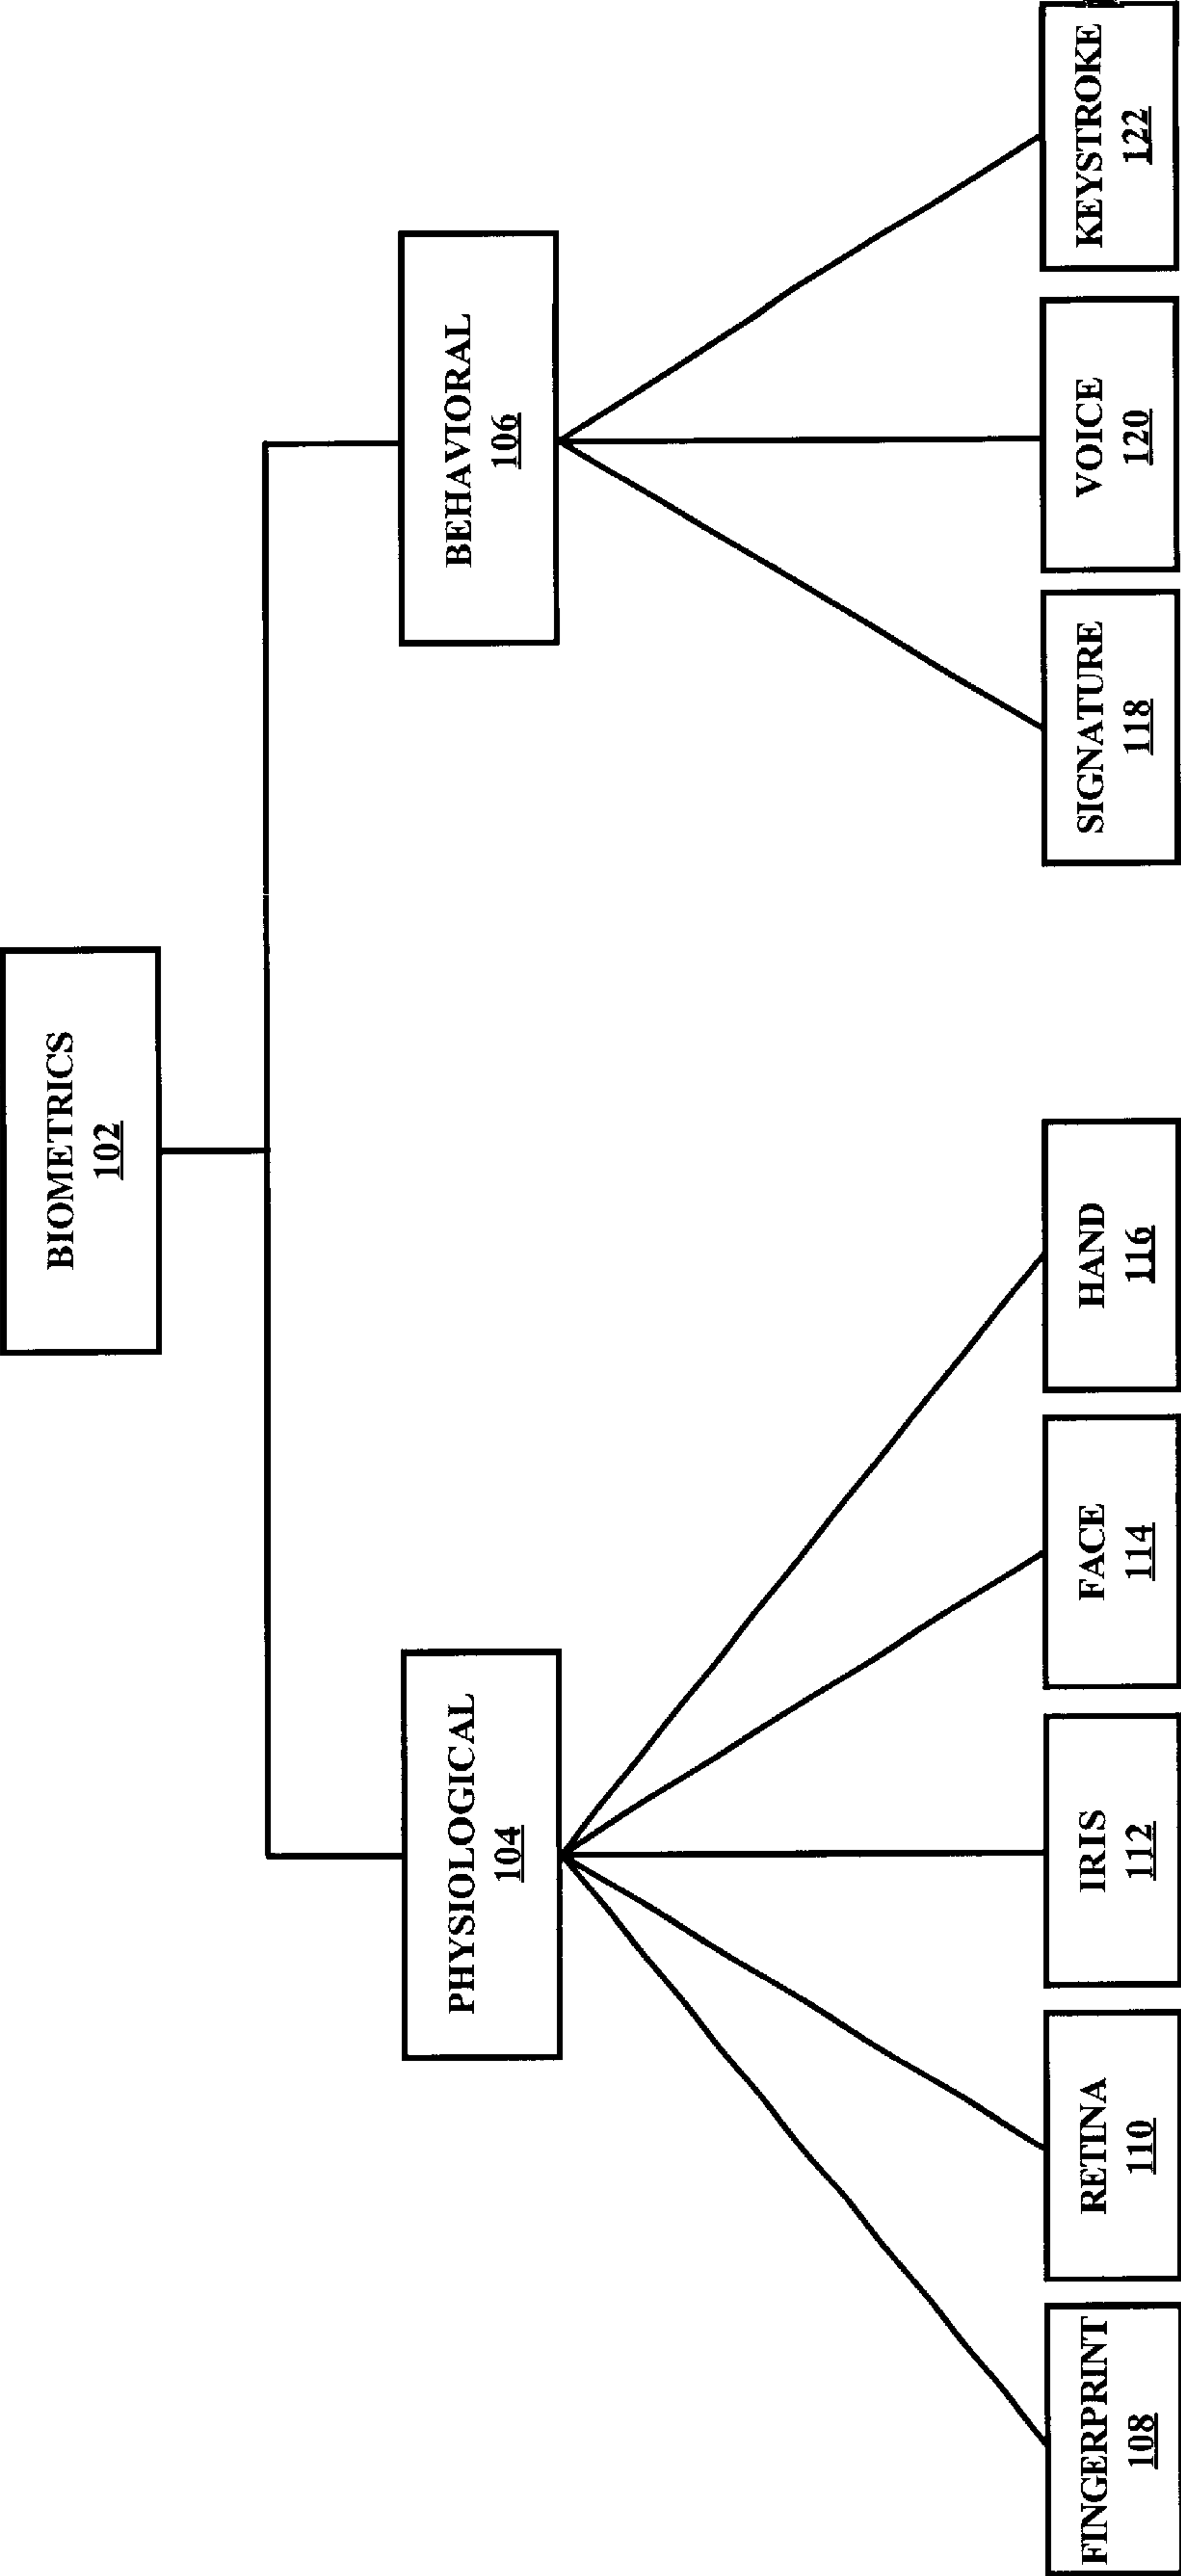 BIOMETRICS
102
PHYSIOLOGICAL
104
BEHAVIORAL
106
FINGERPRINT
108
RETINA
110
IRIS
112
FACE
114
HAND
116
SIGNATURE
118
VOICE
120
KEYSTROKE
122